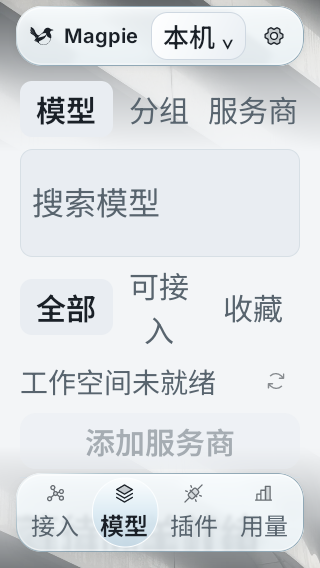 Magpie 本机
模型 分组 服务商
搜索模型
全部 可接入 收藏
工作空间未就绪
添加服务商
接入 模型 插件 用量